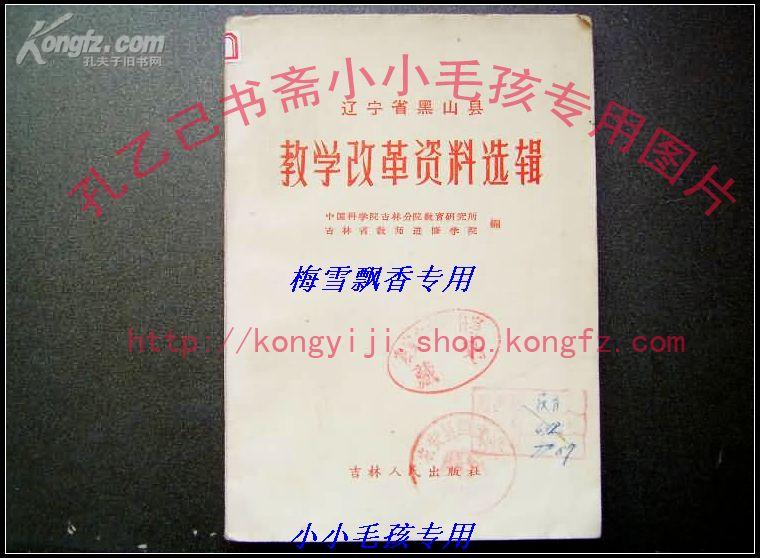 Kongfz.com
孔夫子旧书网
孔乙己书斋小小毛孩专用图片
辽宁省黑山县
教学改革资料选辑
中国科学院吉林分院教育研究所
吉林省教师进修学院
编
梅雪飘香专用
http://kongyiji.shop.kongfz.com
吉林人民出版社
小小毛孩专用